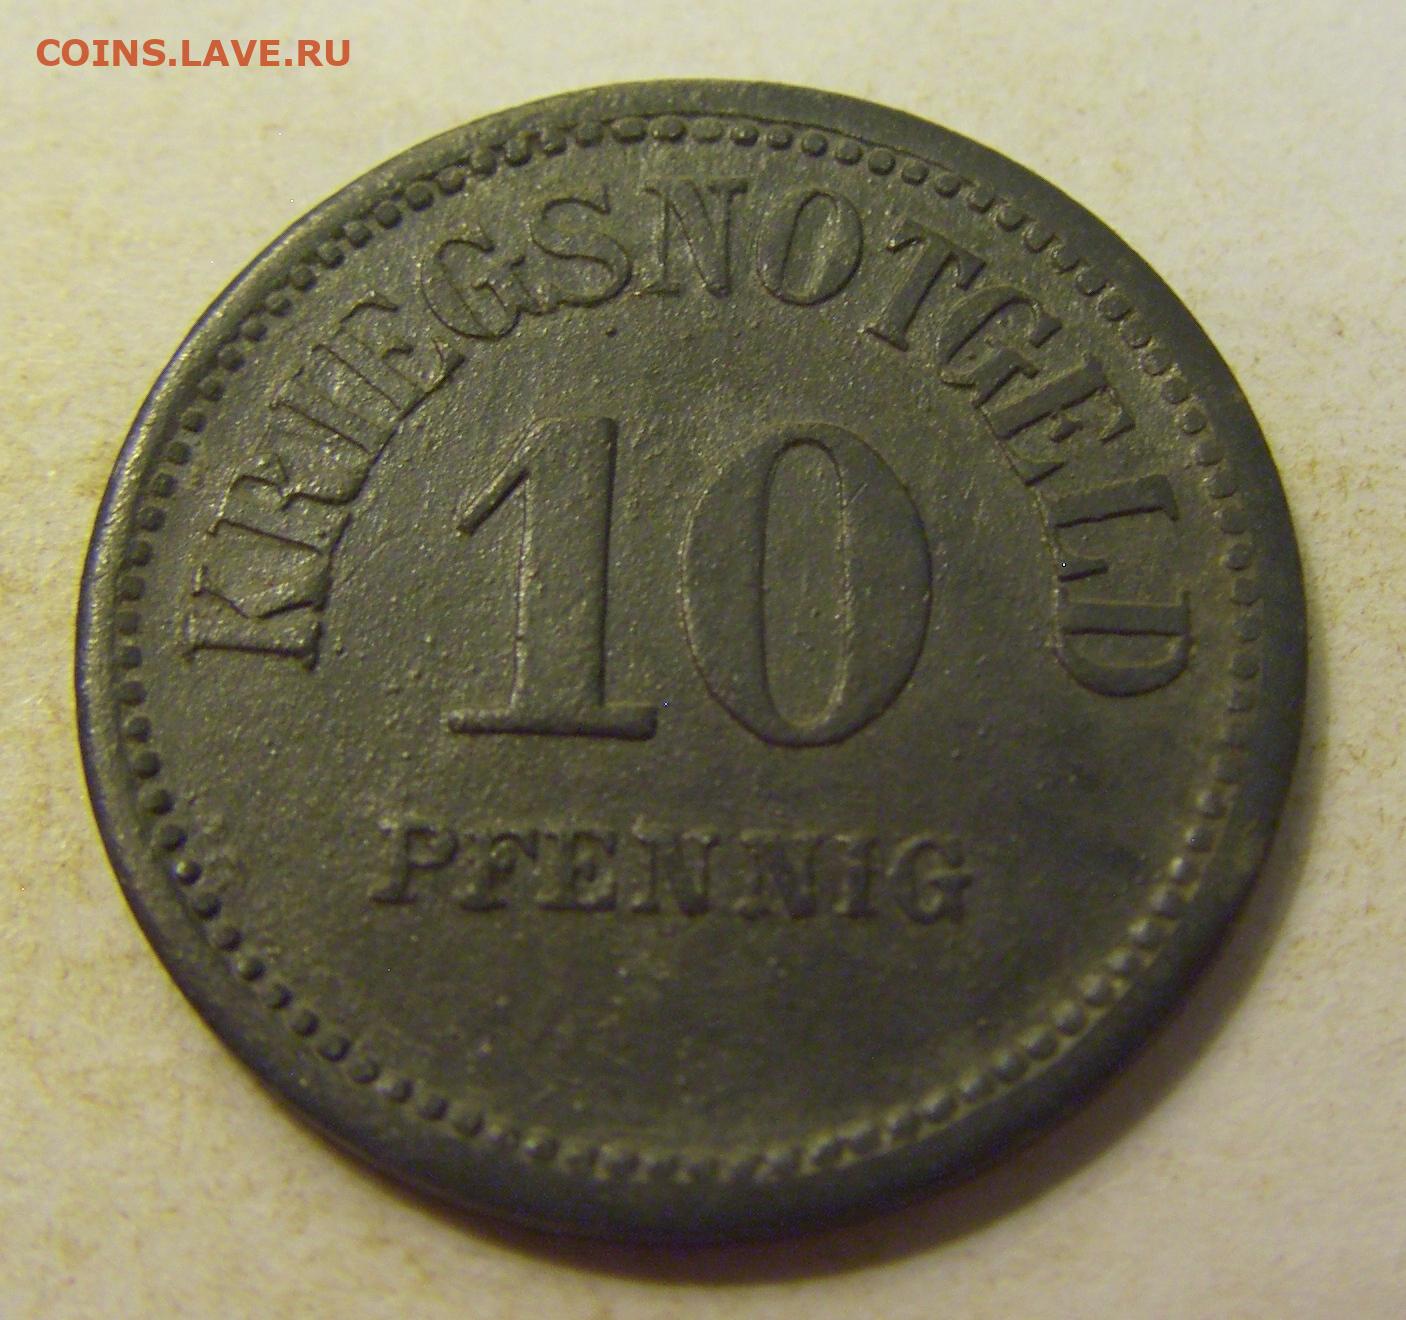 COINS.LAVE.RU
KRIEGSNOTGELD
10
PFENNIG